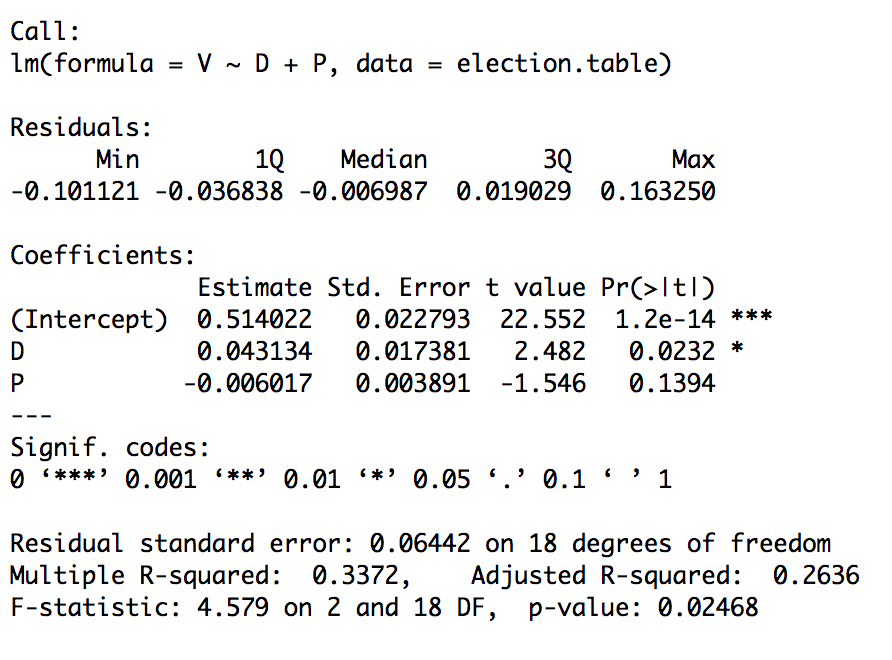 Call:
lm(formula = V ~ D + P, data = election.table)
Residuals:
Min 1Q Median 3Q Max
-0.101121 -0.036838 -0.006987 0.019029 0.163250
Coefficients:
Estimate Std. Error t value Pr(>|t|)
(Intercept) 0.514022 0.022793 22.552 1.2e-14 ***
D 0.043134 0.017381 2.482 0.0232 *
P -0.006017 0.003891 -1.546 0.1394
---
Signif. codes:
0 ‘***’ 0.001 ‘**’ 0.01 ‘*’ 0.05 ‘.’ 0.1 ‘ ’ 1
Residual standard error: 0.06442 on 18 degrees of freedom
Multiple R-squared: 0.3372, Adjusted R-squared: 0.2636
F-statistic: 4.579 on 2 and 18 DF, p-value: 0.02468